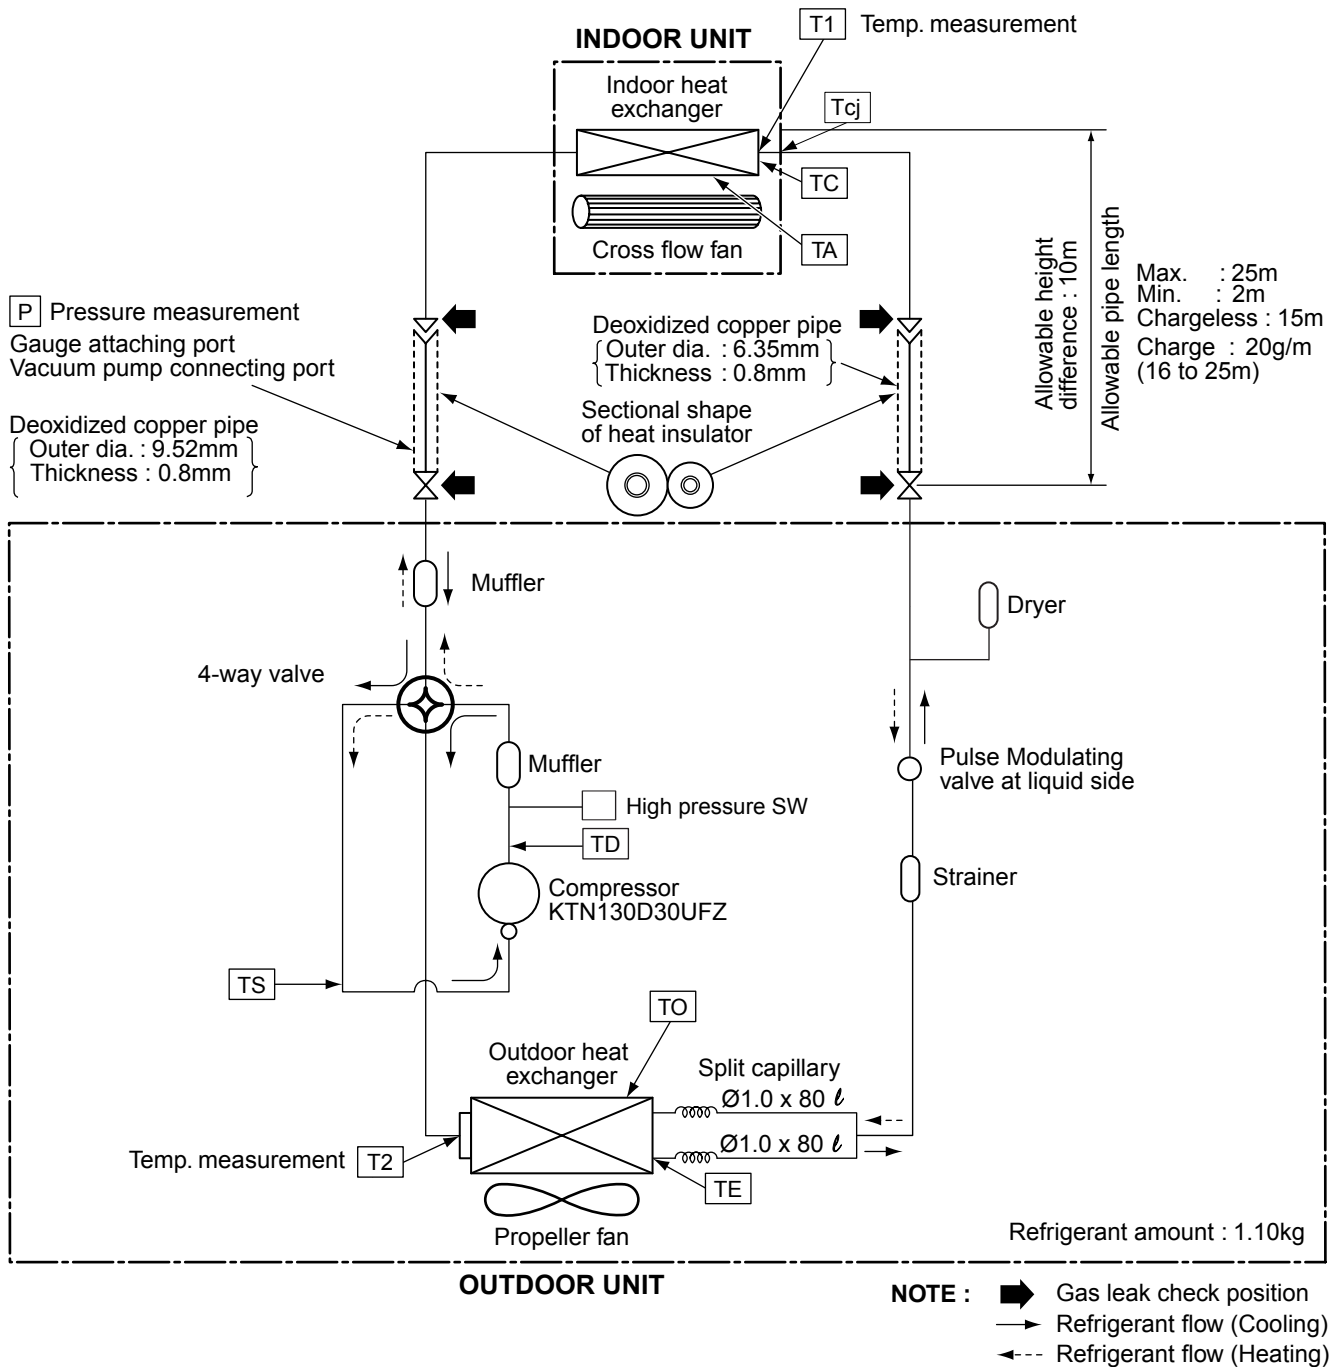 T1 Temp. measurement
INDOOR UNIT
Indoor heat
exchanger
Tcj
TC
TA
Cross flow fan
Allowable height
difference : 10m
Allowable pipe length
Max. : 25m
Min. : 2m
Chargeless : 15m
Charge : 20g/m
(16 to 25m)
P Pressure measurement
Gauge attaching port
Vacuum pump connecting port
Deoxidized copper pipe
Outer dia. : 9.52mm
Thickness : 0.8mm
Deoxidized copper pipe
Outer dia. : 6.35mm
Thickness : 0.8mm
Sectional shape
of heat insulator
Muffler
Dryer
4-way valve
Muffler
Pulse Modulating
valve at liquid side
High pressure SW
TD
Strainer
Compressor
KTN130D30UFZ
TS
TO
Outdoor heat
exchanger
Split capillary
Ø1.0 x 80 ℓ
Ø1.0 x 80 ℓ
Temp. measurement T2
TE
Propeller fan
Refrigerant amount : 1.10kg
OUTDOOR UNIT
NOTE : Gas leak check position
Refrigerant flow (Cooling)
Refrigerant flow (Heating)